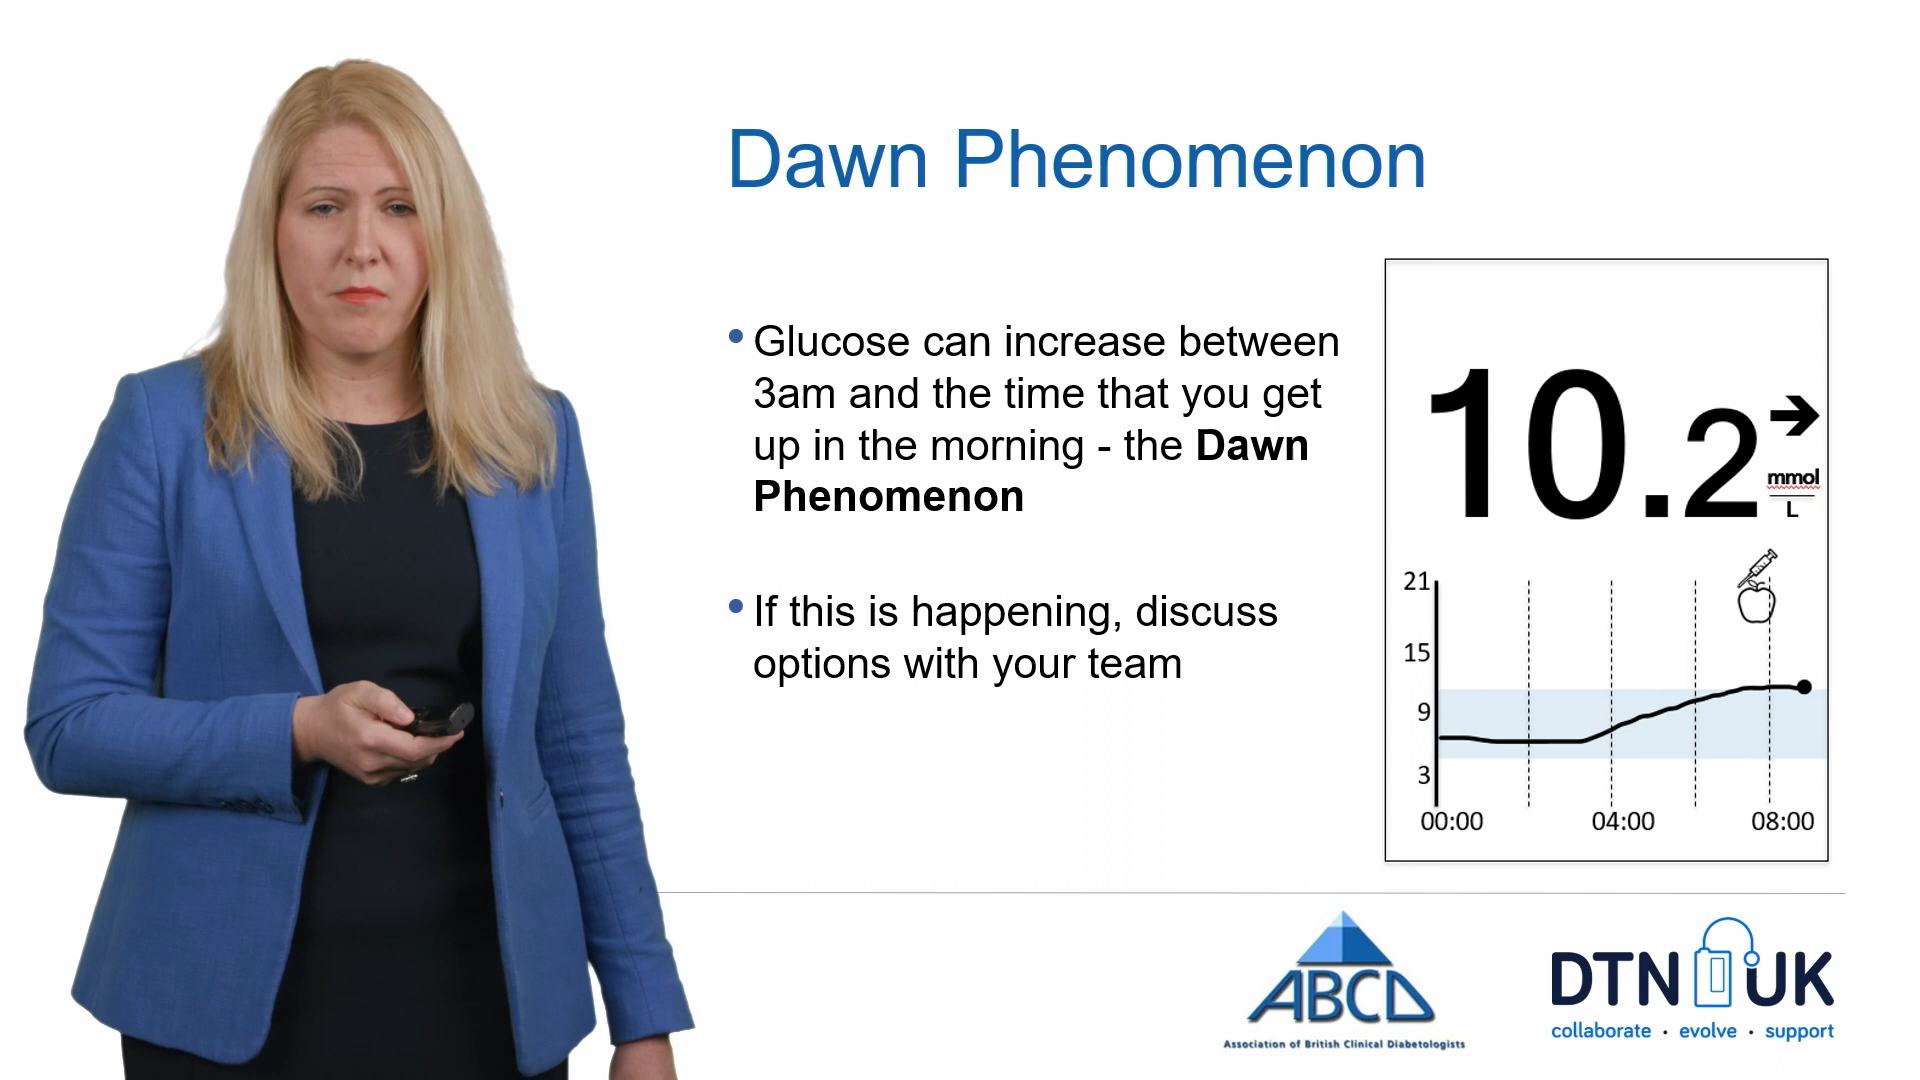 Dawn Phenomenon
Glucose can increase between
3am and the time that you get
up in the morning - the Dawn
Phenomenon
If this is happening, discuss
options with your team
10.2
mmol
L
21
15
9
3
00:00 04:00 08:00
ABCD
Association of British Clinical Diabetologists
DTN UK
collaborate · evolve · support